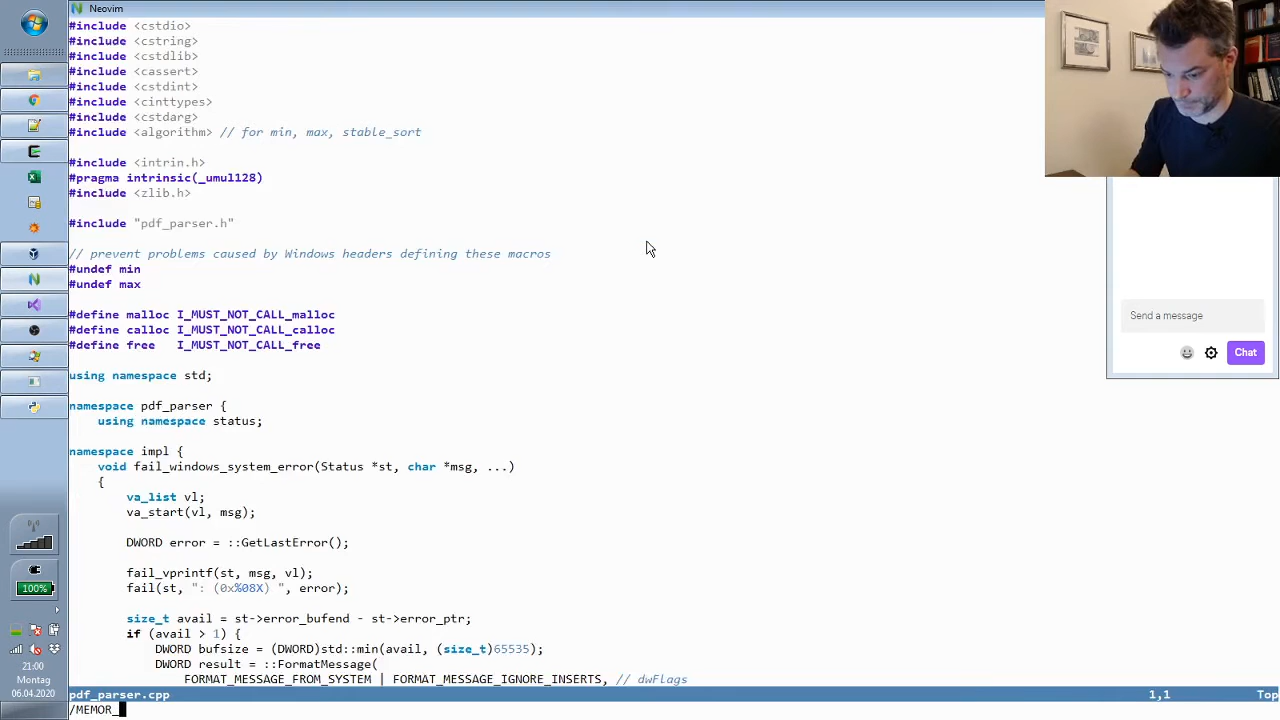 Neovim
#include <cstdio>
#include <cstring>
#include <cstdlib>
#include <cassert>
#include <cstdint>
#include <cinttypes>
#include <cstdarg>
#include <algorithm> // for min, max, stable_sort
#include <intrin.h>
#pragma intrinsic(_umul128)
#include <zlib.h>
#include "pdf_parser.h"
// prevent problems caused by Windows headers defining these macros
#undef min
#undef max
#define malloc I_MUST_NOT_CALL_malloc
#define calloc I_MUST_NOT_CALL_calloc
#define free   I_MUST_NOT_CALL_free
using namespace std;
namespace pdf_parser {
    using namespace status;
namespace impl {
    void fail_windows_system_error(Status *st, char *msg, ...)
    {
        va_list vl;
        va_start(vl, msg);
        DWORD error = ::GetLastError();
        fail_vprintf(st, msg, vl);
        fail(st, ": (0x%08X) ", error);
        size_t avail = st->error_bufend - st->error_ptr;
        if (avail > 1) {
            DWORD bufsize = (DWORD)std::min(avail, (size_t)65535);
            DWORD result = ::FormatMessage(
                FORMAT_MESSAGE_FROM_SYSTEM | FORMAT_MESSAGE_IGNORE_INSERTS, // dwFlags
pdf_parser.cpp 1,1 Top
/MEMOR_
Send a message
Chat
100%
21:00
Montag
06.04.2020